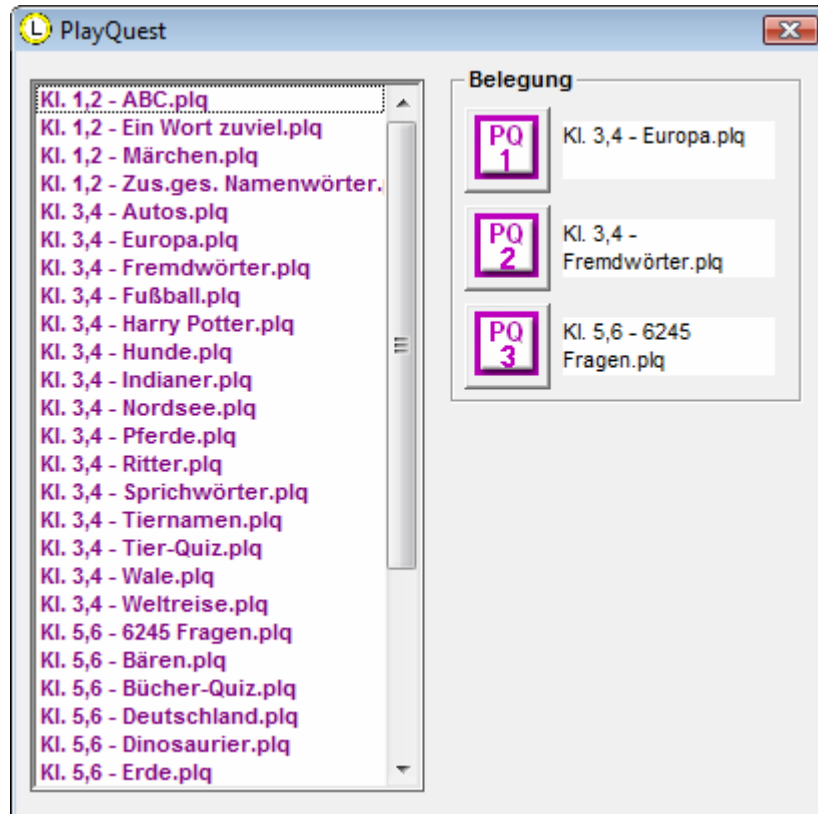 L PlayQuest
Kl. 1,2 - ABC.plq
Kl. 1,2 - Ein Wort zuviel.plq
Kl. 1,2 - Märchen.plq
Kl. 1,2 - Zus.ges. Namenwörter.
Kl. 3,4 - Autos.plq
Kl. 3,4 - Europa.plq
Kl. 3,4 - Fremdwörter.plq
Kl. 3,4 - Fußball.plq
Kl. 3,4 - Harry Potter.plq
Kl. 3,4 - Hunde.plq
Kl. 3,4 - Indianer.plq
Kl. 3,4 - Nordsee.plq
Kl. 3,4 - Pferde.plq
Kl. 3,4 - Ritter.plq
Kl. 3,4 - Sprichwörter.plq
Kl. 3,4 - Tiernamen.plq
Kl. 3,4 - Tier-Quiz.plq
Kl. 3,4 - Wale.plq
Kl. 3,4 - Weltreise.plq
Kl. 5,6 - 6245 Fragen.plq
Kl. 5,6 - Bären.plq
Kl. 5,6 - Bücher-Quiz.plq
Kl. 5,6 - Deutschland.plq
Kl. 5,6 - Dinosaurier.plq
Kl. 5,6 - Erde.plq
Belegung
PQ
1
Kl. 3,4 - Europa.plq
PQ
2
Kl. 3,4 -
Fremdwörter.plq
PQ
3
Kl. 5,6 - 6245
Fragen.plq